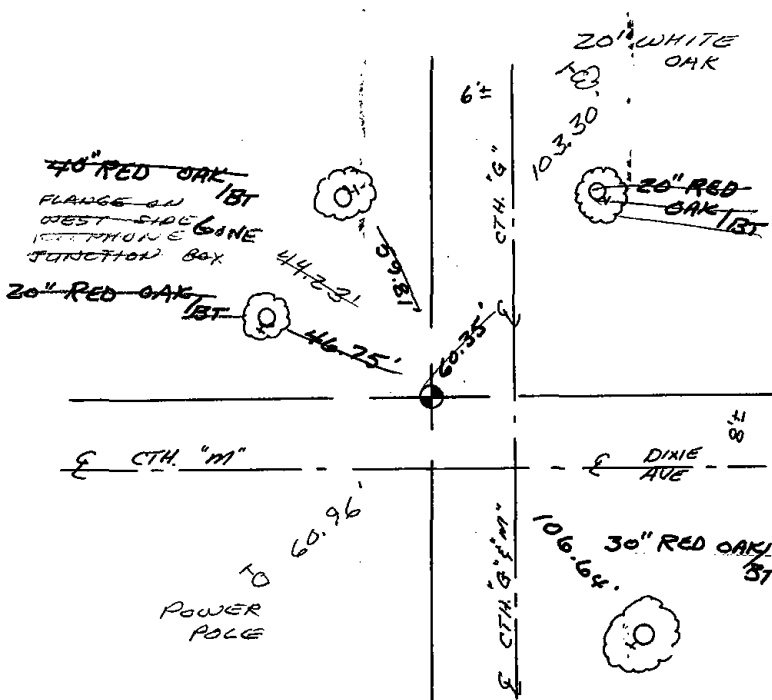 20" WHITE
OAK
6'±
103.30'
CTH. "G"
40" RED OAK
/BT
FLANGE ON
WEST SIDE GONE
TELEPHONE
JUNCTION BOX
20" RED
OAK /BT
59.81'
44.23'
20" RED OAK
/BT
46.75'
60.35'
℄
8'±
℄ CTH. "M"
℄ DIXIE
AVE
60.96'
POWER
POLE
℄ CTH. "G" & "M"
106.64'
30" RED OAK
/BT